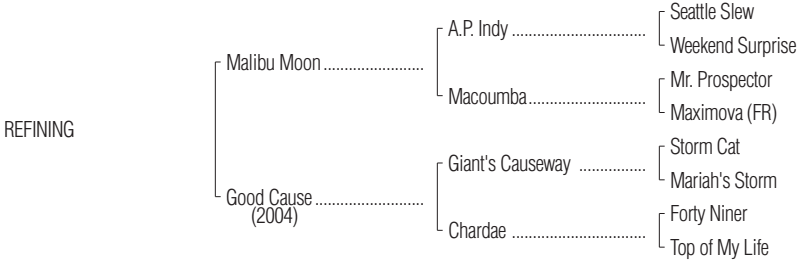 Seattle Slew
A.P. Indy
Weekend Surprise
Malibu Moon
Mr. Prospector
Macoumba
Maximova (FR)
REFINING
Storm Cat
Giant's Causeway
Mariah's Storm
Good Cause
(2004)
Forty Niner
Chardae
Top of My Life